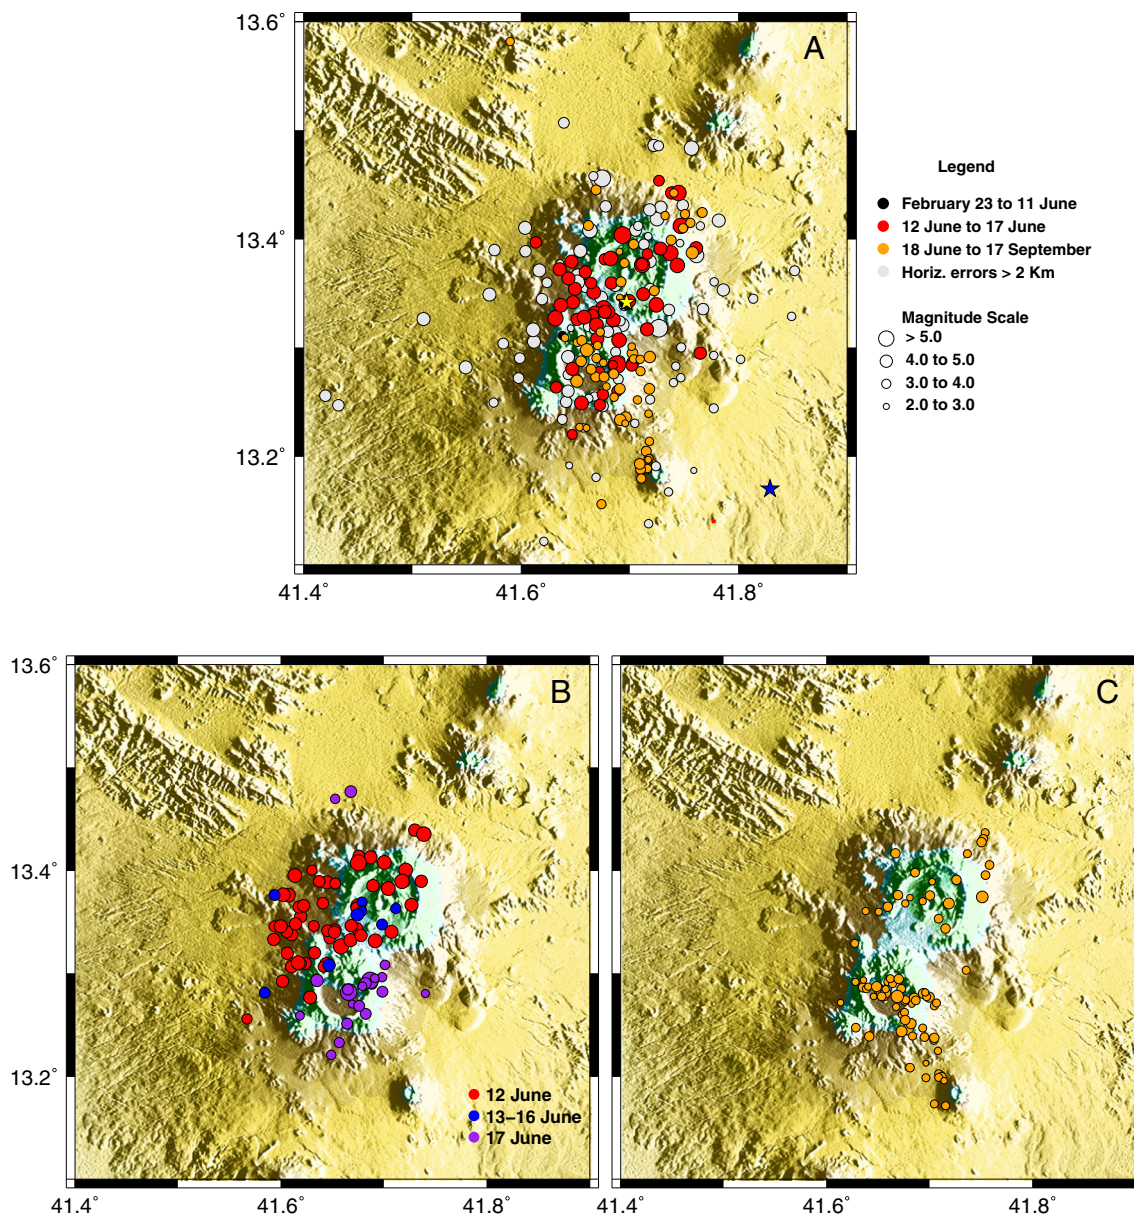 13.6°
A
13.4°
13.2°
41.4°
41.6°
41.8°
Legend
February 23 to 11 June
12 June to 17 June
18 June to 17 September
Horiz. errors > 2 Km
Magnitude Scale
> 5.0
4.0 to 5.0
3.0 to 4.0
2.0 to 3.0
13.6°
B
13.4°
13.2°
12 June
13–16 June
17 June
41.4°
41.6°
41.8°
C
41.4°
41.6°
41.8°